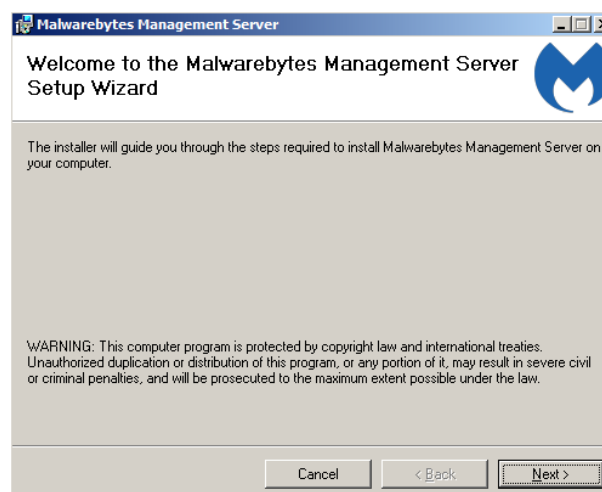 Malwarebytes Management Server
Welcome to the Malwarebytes Management Server
Setup Wizard
The installer will guide you through the steps required to install Malwarebytes Management Server on
your computer.
WARNING: This computer program is protected by copyright law and international treaties.
Unauthorized duplication or distribution of this program, or any portion of it, may result in severe civil
or criminal penalties, and will be prosecuted to the maximum extent possible under the law.
Cancel < Back Next >